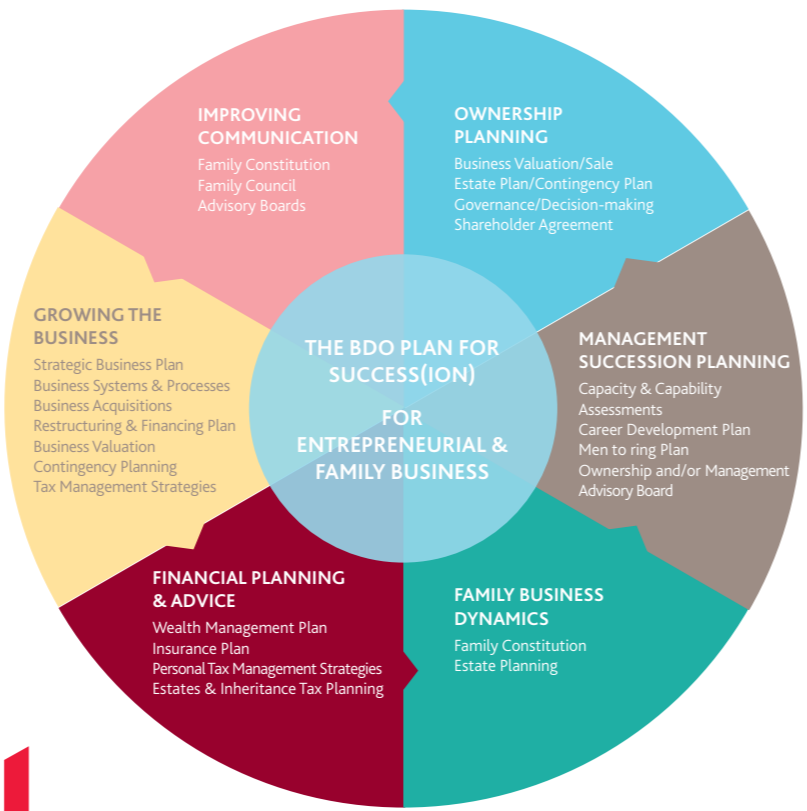 IMPROVING
COMMUNICATION
Family Constitution
Family Council
Advisory Boards
OWNERSHIP
PLANNING
Business Valuation/Sale
Estate Plan/Contingency Plan
Governance/Decision-making
Shareholder Agreement
GROWING THE
BUSINESS
Strategic Business Plan
Business Systems & Processes
Business Acquisitions
Restructuring & Financing Plan
Business Valuation
Contingency Planning
Tax Management Strategies
THE BDO PLAN FOR
SUCCESS(ION)
FOR
ENTREPRENEURIAL &
FAMILY BUSINESS
MANAGEMENT
SUCCESSION PLANNING
Capacity & Capability
Assessments
Career Development Plan
Men to ring Plan
Ownership and/or Management
Advisory Board
FINANCIAL PLANNING
& ADVICE
Wealth Management Plan
Insurance Plan
Personal Tax Management Strategies
Estates & Inheritance Tax Planning
FAMILY BUSINESS
DYNAMICS
Family Constitution
Estate Planning